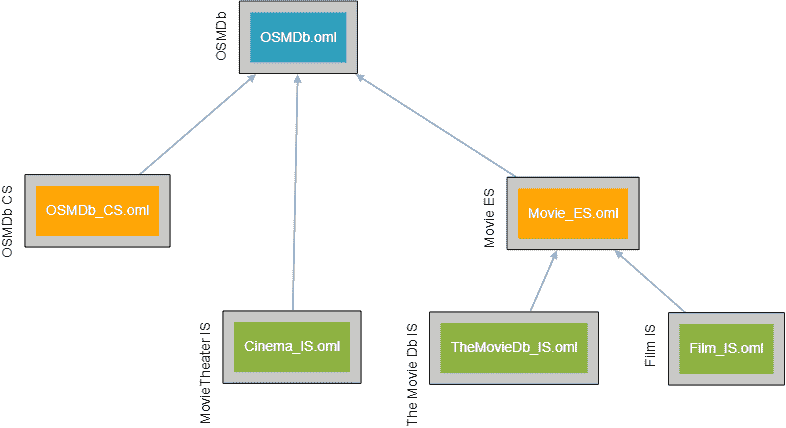 OSMDb
OSMDb.oml
OSMDb CS
OSMDb_CS.oml
Movie ES
Movie_ES.oml
MovieTheater IS
Cinema_IS.oml
The Movie Db IS
TheMovieDb_IS.oml
Film IS
Film_IS.oml